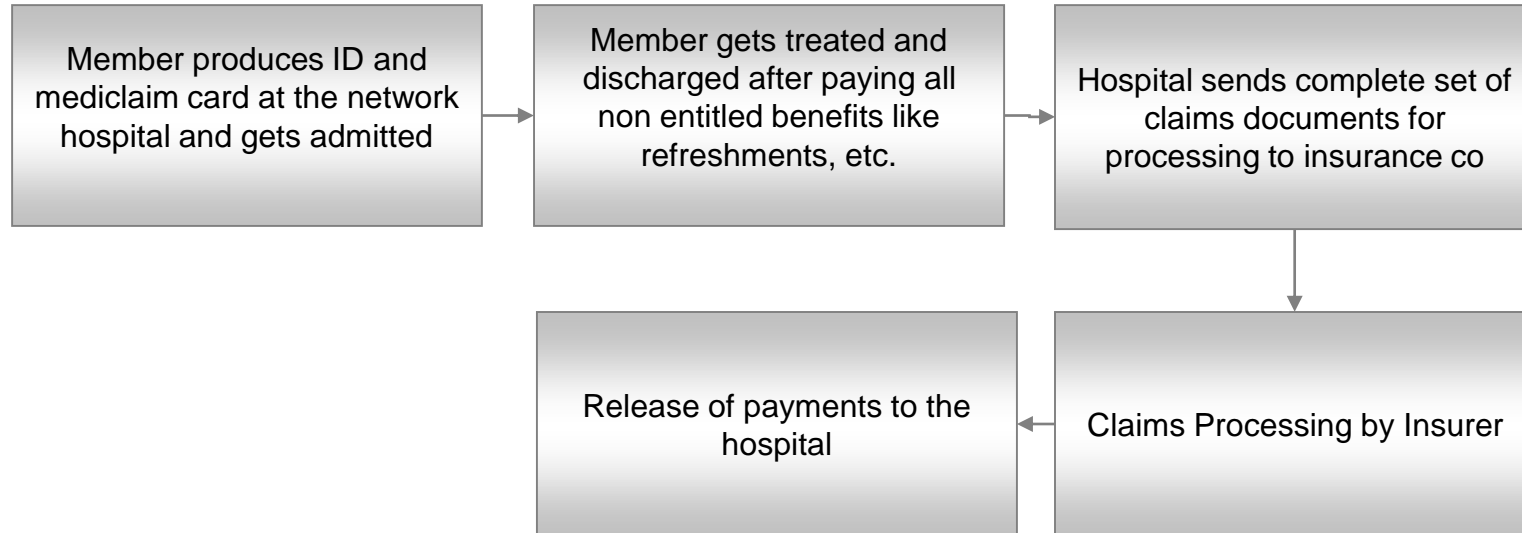 Member produces ID and
mediclaim card at the network
hospital and gets admitted
Member gets treated and
discharged after paying all
non entitled benefits like
refreshments, etc.
Hospital sends complete set of
claims documents for
processing to insurance co
Release of payments to the
hospital
Claims Processing by Insurer